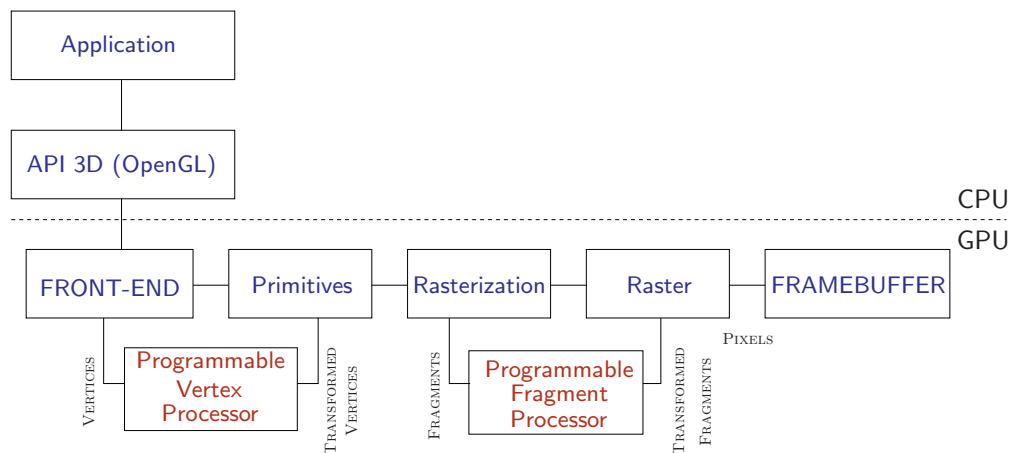 Application
API 3D (OpenGL)
CPU
GPU
FRONT-END
Primitives
Rasterization
Raster
FRAMEBUFFER
VERTICES
Programmable
Vertex
Processor
TRANSFORMED
VERTICES
FRAGMENTS
Programmable
Fragment
Processor
TRANSFORMED
FRAGMENTS
PIXELS